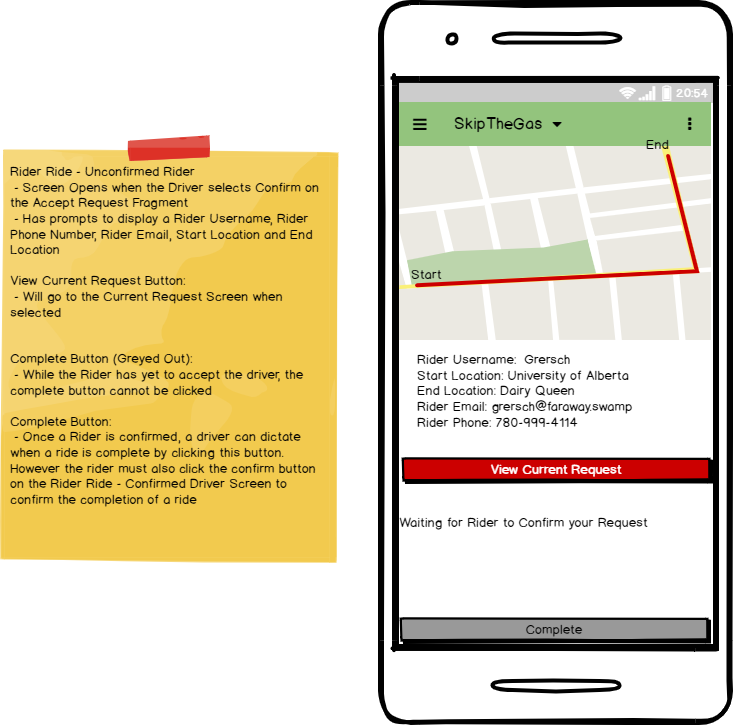 Rider Ride - Unconfirmed Rider
- Screen Opens when the Driver selects Confirm on
the Accept Request Fragment
- Has prompts to display a Rider Username, Rider
Phone Number, Rider Email, Start Location and End
Location
View Current Request Button:
- Will go to the Current Request Screen when
selected
Complete Button (Greyed Out):
- While the Rider has yet to accept the driver, the
complete button cannot be clicked
Complete Button:
- Once a Rider is confirmed, a driver can dictate
when a ride is complete by clicking this button.
However the rider must also click the confirm button
on the Rider Ride - Confirmed Driver Screen to
confirm the completion of a ride
20:54
SkipTheGas
End
Start
Rider Username: Grersch
Start Location: University of Alberta
End Location: Dairy Queen
Rider Email: grersch@faraway.swamp
Rider Phone: 780-999-4114
View Current Request
Waiting for Rider to Confirm your Request
Complete